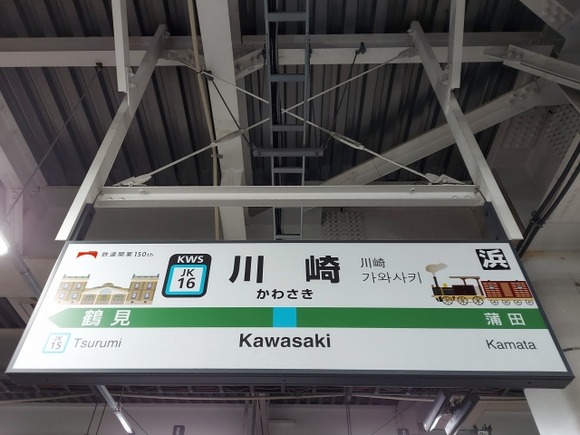 鉄道開業150th
KWS
JK
16
川崎
かわさき
川崎
가와사키
浜
鶴見
蒲田
JK
15
Tsurumi
Kawasaki
Kamata